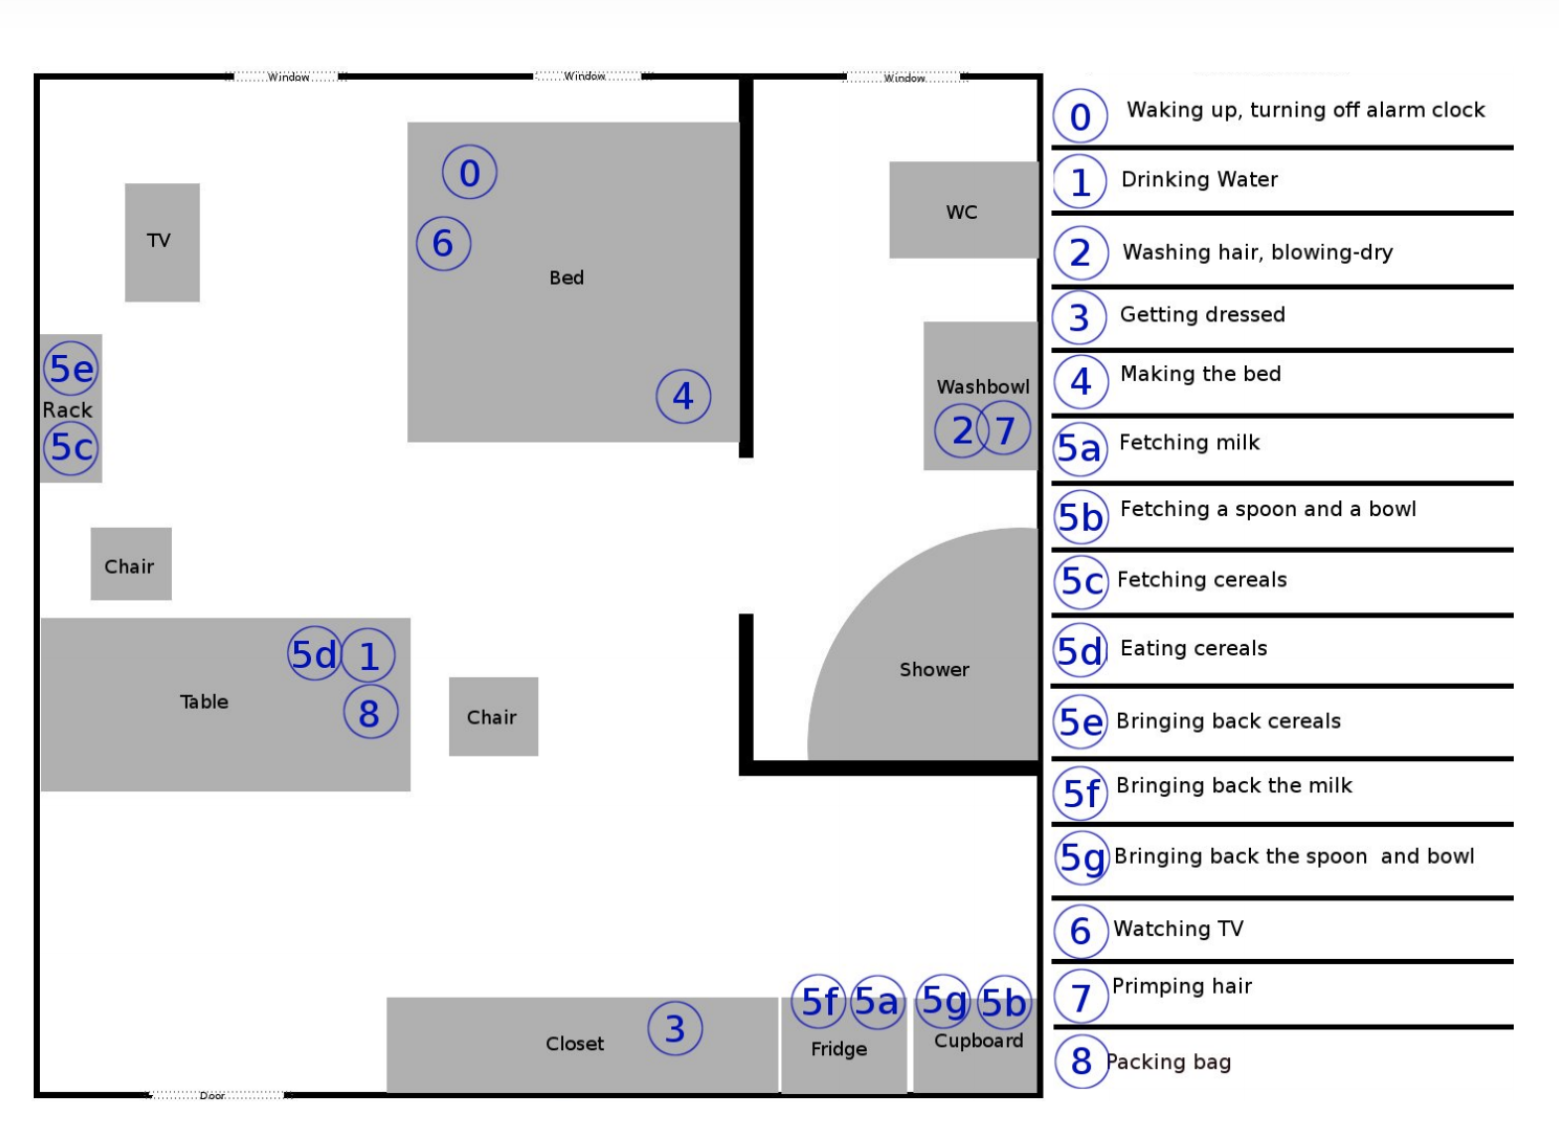 Window
Window
Window
0
Waking up, turning off alarm clock
0
1
Drinking Water
TV
6
Bed
WC
2
Washing hair, blowing-dry
3
Getting dressed
5e
Rack
5c
4
Washbowl
2
7
4
Making the bed
5a
Fetching milk
5b
Fetching a spoon and a bowl
Chair
5c
Fetching cereals
5d
1
8
Table
Chair
Shower
5d
Eating cereals
5e
Bringing back cereals
5f
Bringing back the milk
5g
Bringing back the spoon and bowl
6
Watching TV
7
Primping hair
5f
5a
5g
5b
Closet
3
Fridge
Cupboard
8
Packing bag
Door